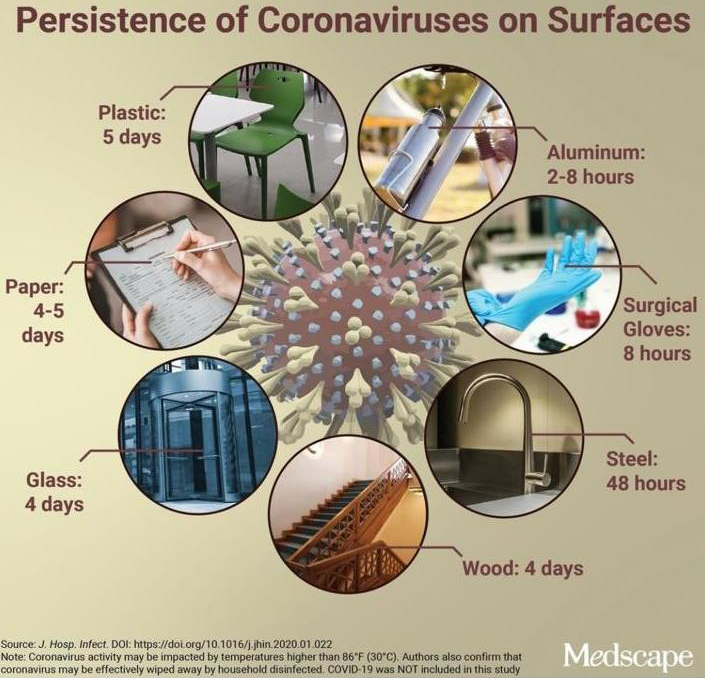 Persistence of Coronaviruses on Surfaces
Plastic:
5 days
Aluminum:
2-8 hours
Paper:
4-5
days
Surgical
Gloves:
8 hours
Glass:
4 days
Steel:
48 hours
Wood: 4 days
Source: J. Hosp. Infect. DOI: https://doi.org/10.1016/j.jhin.2020.01.022
Note: Coronavirus activity may be impacted by temperatures higher than 86°F (30°C). Authors also confirm that
coronavirus may be effectively wiped away by household disinfected. COVID-19 was NOT included in this study
Medscape